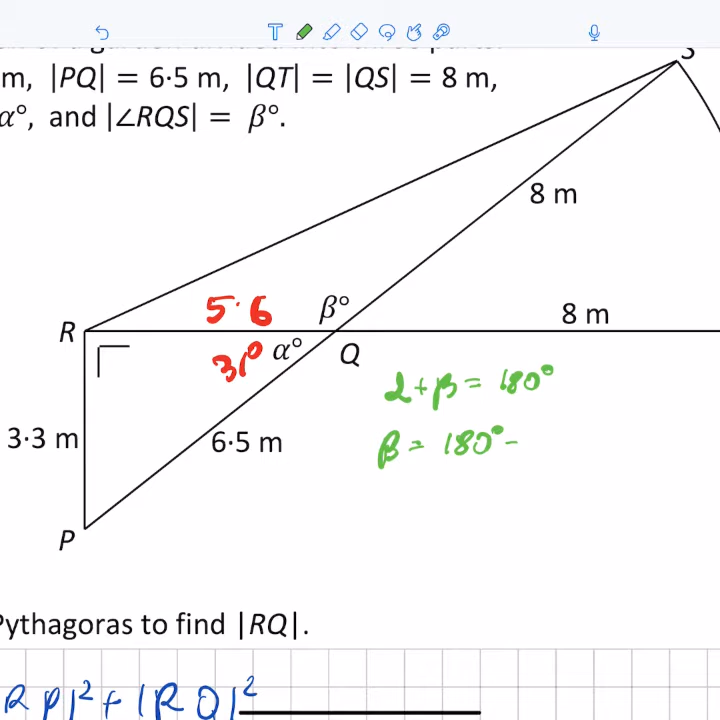 m, |PQ| = 6·5 m, |QT| = |QS| = 8 m,
α°, and |∠RQS| = β°.
S
8 m
5·6
β°
8 m
R
31°
α°
Q
α + β = 180°
3·3 m
6·5 m
β = 180° -
P
Pythagoras to find |RQ|.
RP|² + |RQ|²